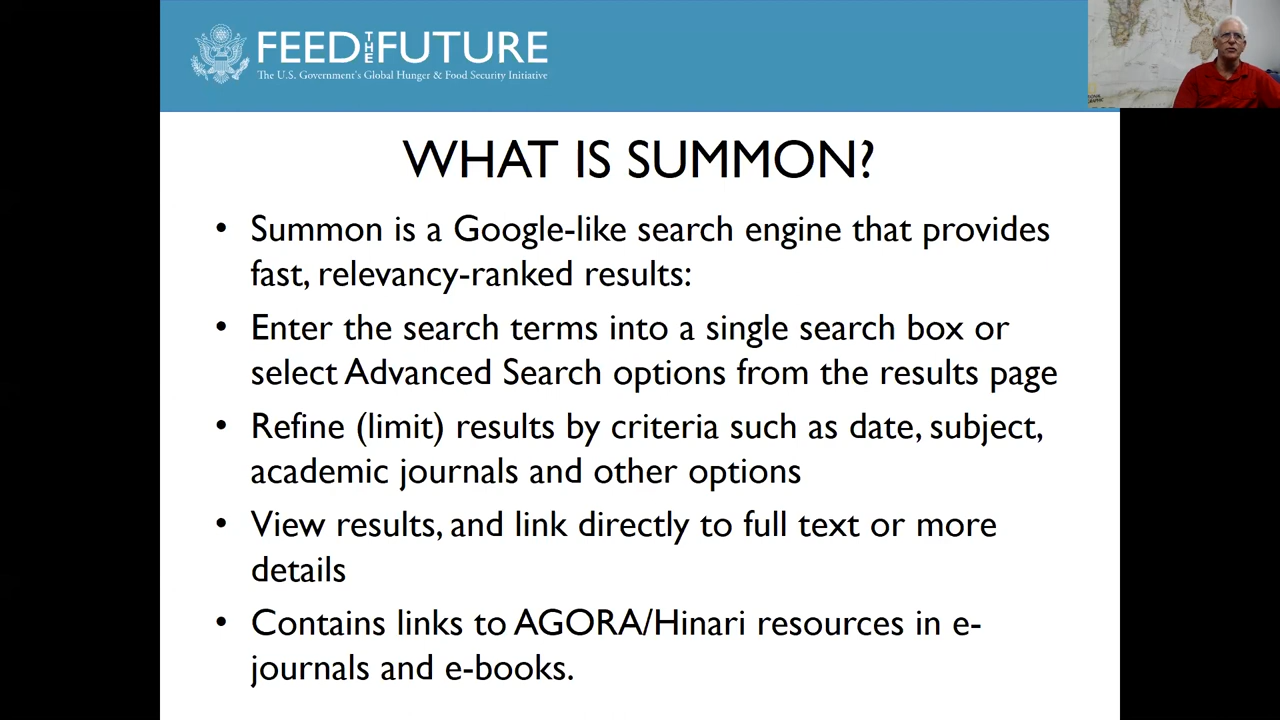 FEED THE FUTURE
The U.S. Government's Global Hunger & Food Security Initiative
WHAT IS SUMMON?
• Summon is a Google-like search engine that provides
fast, relevancy-ranked results:
• Enter the search terms into a single search box or
select Advanced Search options from the results page
• Refine (limit) results by criteria such as date, subject,
academic journals and other options
• View results, and link directly to full text or more
details
• Contains links to AGORA/Hinari resources in e-
journals and e-books.